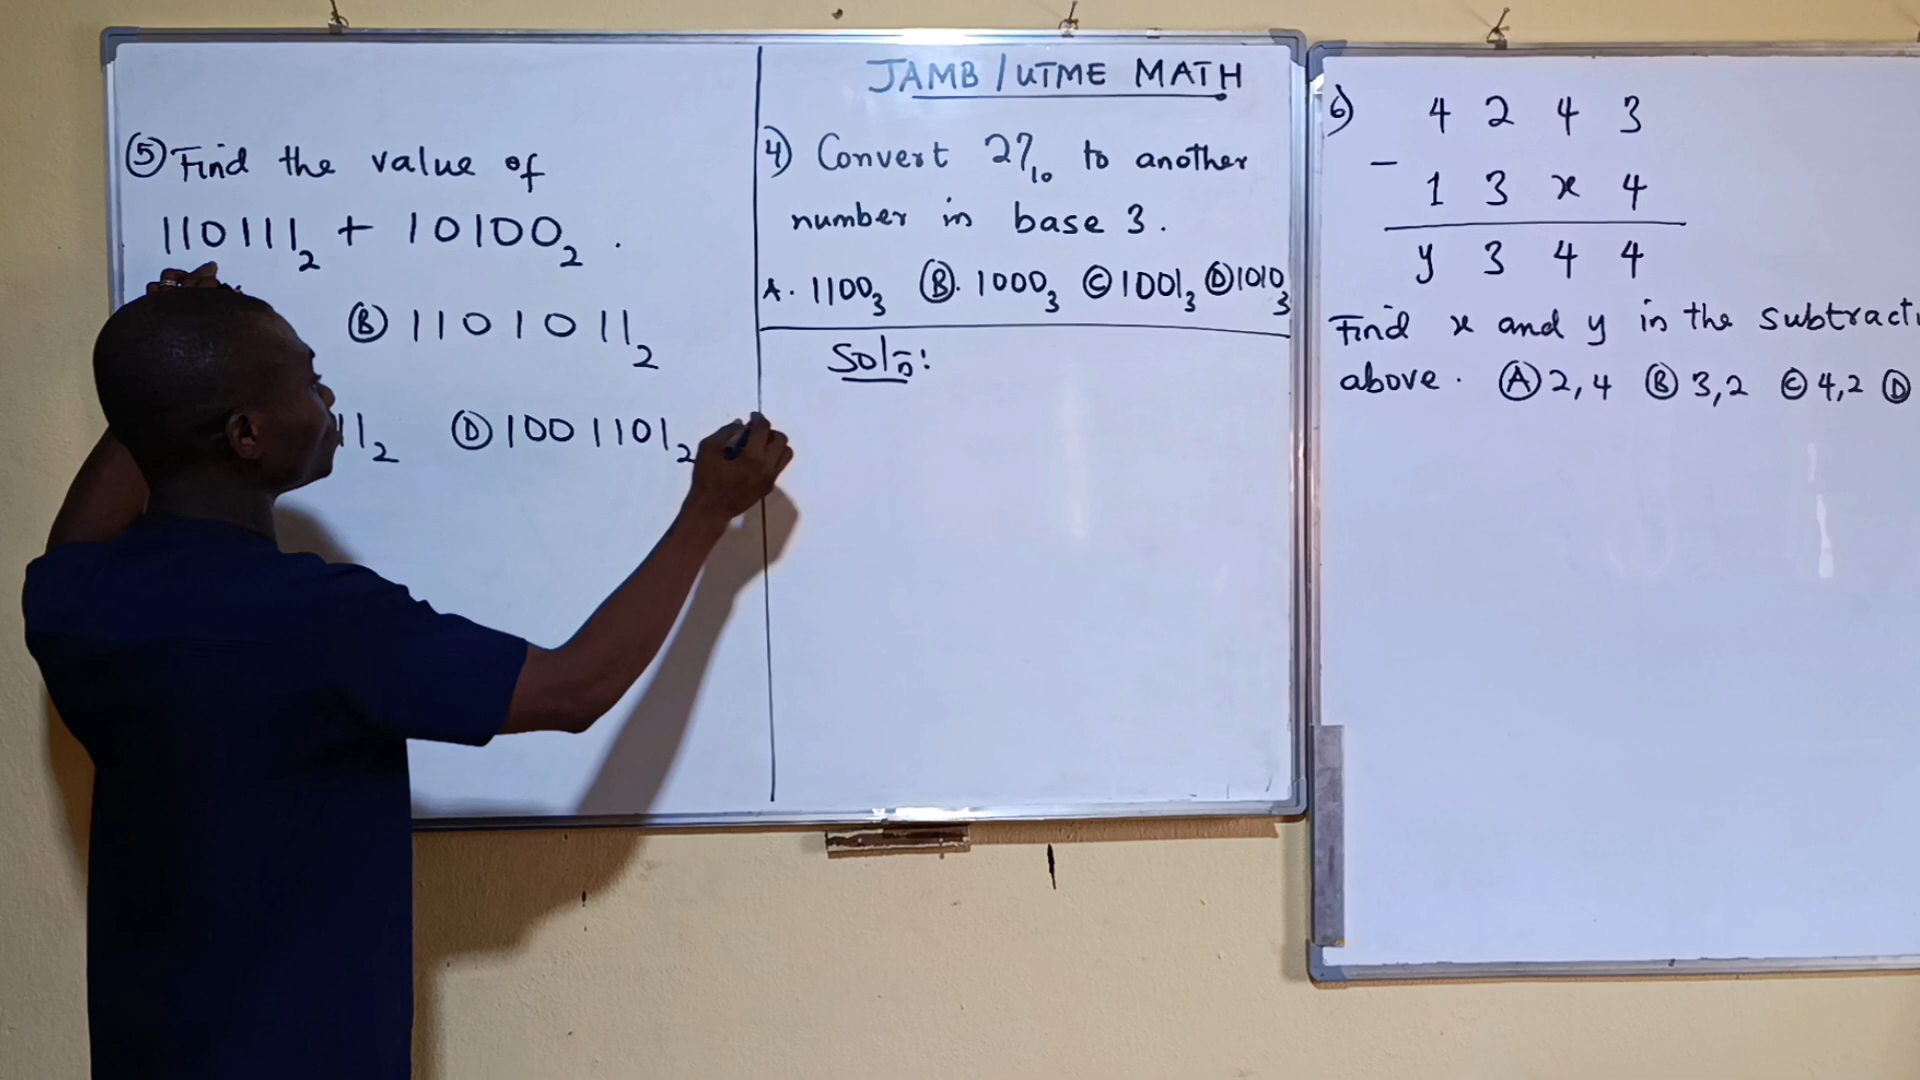 ⑤ Find the value of
110111₂ + 10100₂ .
Ⓑ 1101011₂
11₂ Ⓓ 1001101₂
JAMB / UTME MATH
4) Convert 27₁₀ to another
number in base 3.
A. 1100₃ Ⓑ. 1000₃ Ⓒ 1001₃ Ⓓ 1010₃
Soln:
6) 4 2 4 3
- 1 3 x 4
y 3 4 4
Find x and y in the subtracti
above. Ⓐ 2,4 Ⓑ 3,2 Ⓒ 4,2 Ⓓ